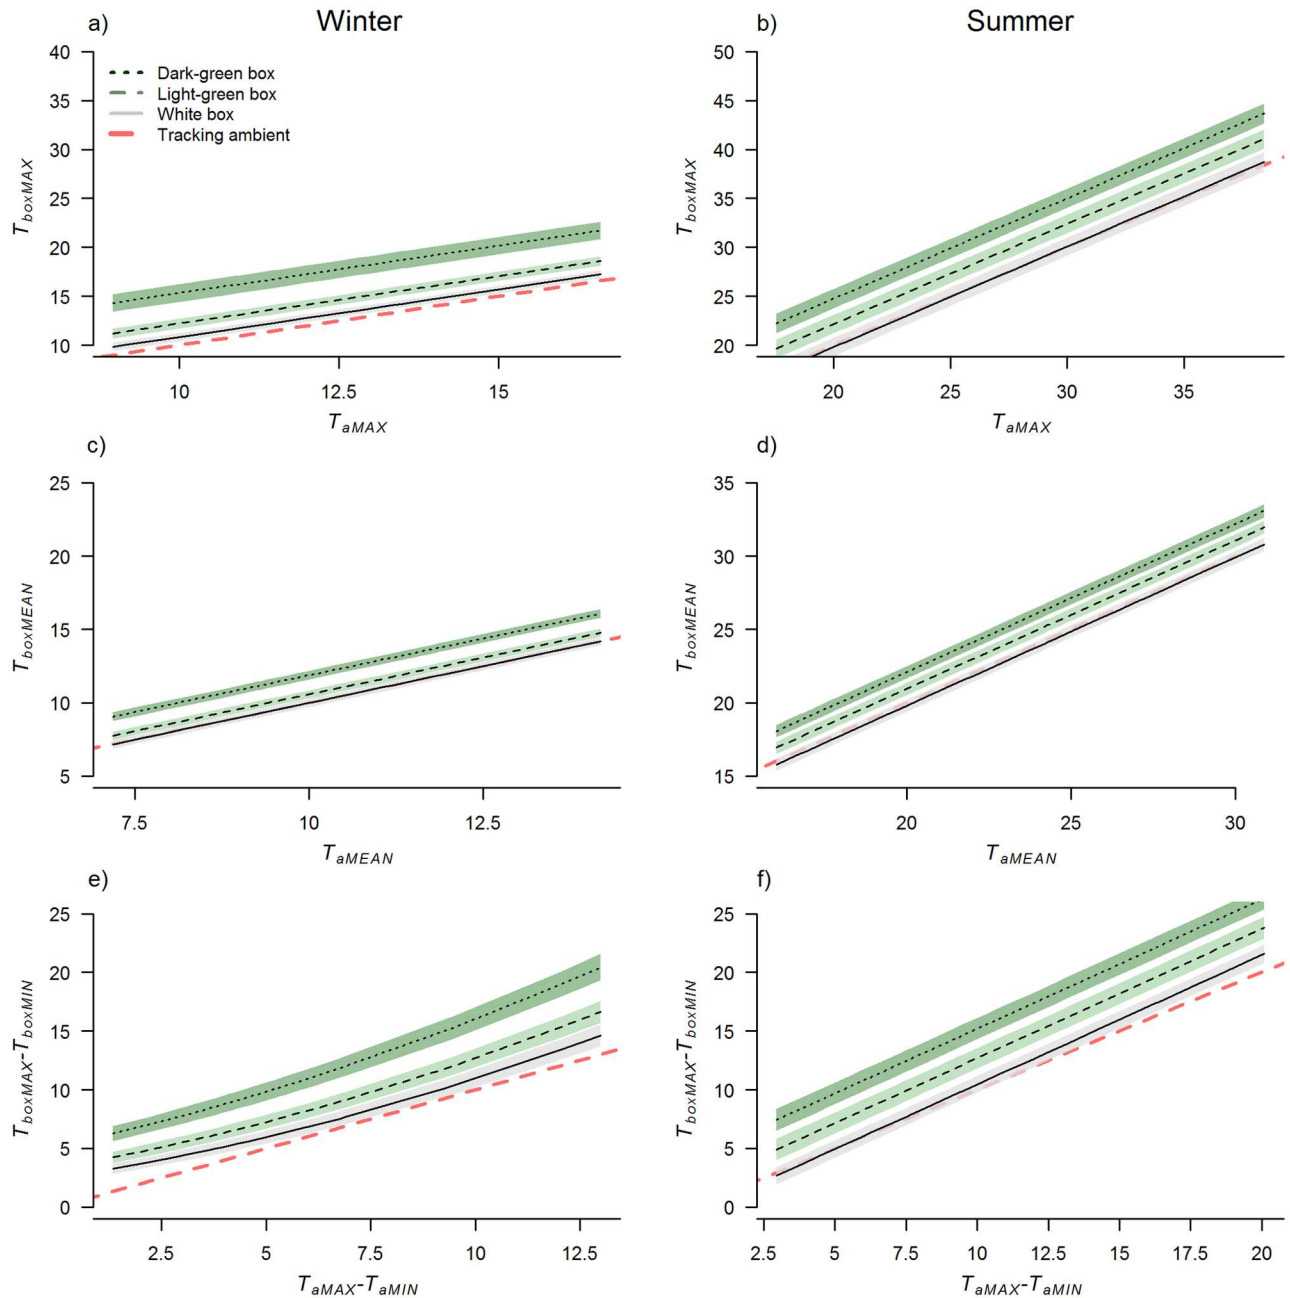 Winter
Summer
a)
40
35
30
25
20
15
10
T_boxMAX
Dark-green box
Light-green box
White box
Tracking ambient
10
12.5
15
T_aMAX
b)
50
45
40
35
30
25
20
T_boxMAX
20
25
30
35
T_aMAX
c)
25
20
15
10
5
T_boxMEAN
7.5
10
12.5
T_aMEAN
d)
35
30
25
20
15
T_boxMEAN
20
25
30
T_aMEAN
e)
25
20
15
10
5
0
T_boxMAX-T_boxMIN
2.5
5
7.5
10
12.5
T_aMAX-T_aMIN
f)
25
20
15
10
5
0
T_boxMAX-T_boxMIN
2.5
5
7.5
10
12.5
15
17.5
20
T_aMAX-T_aMIN